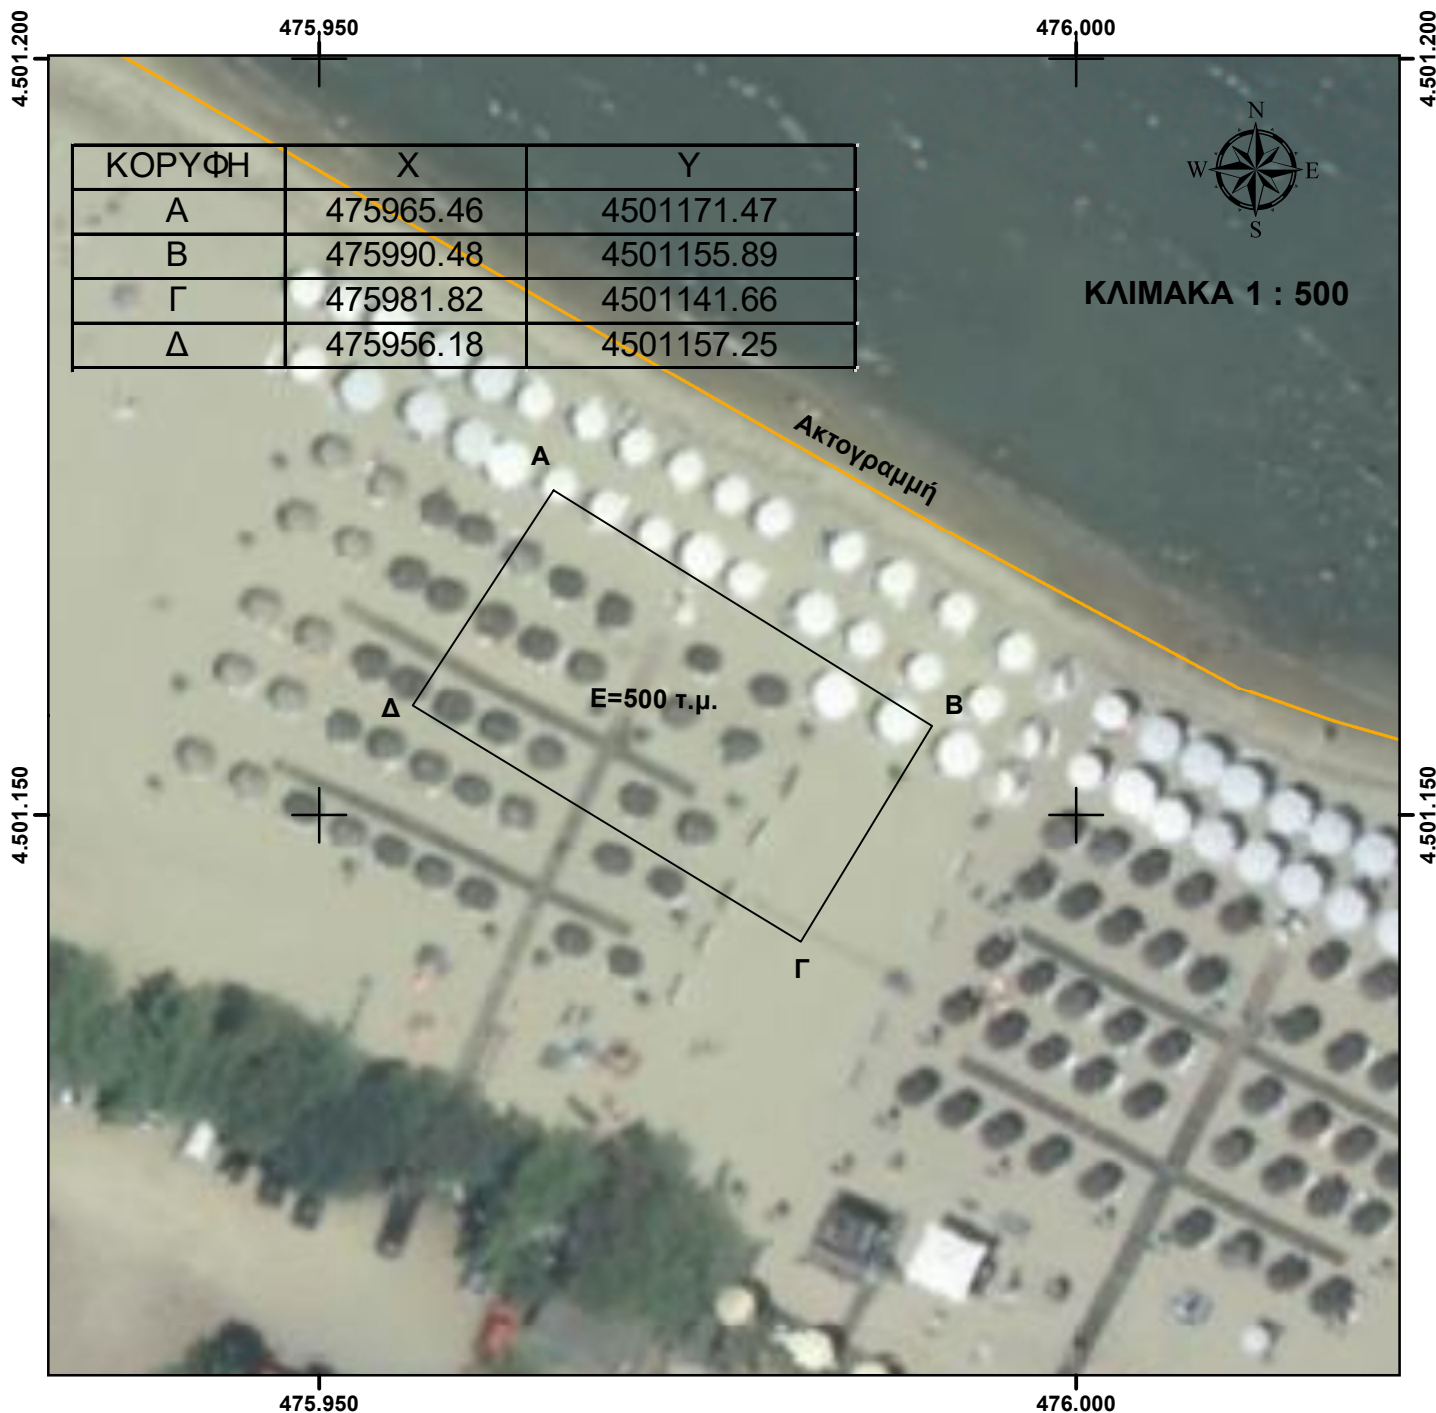 475.950 476.000
4.501.200 4.501.200
N
W E
S
ΚΟΡΥΦΗ X Y
Α 475965.46 4501171.47
Β 475990.48 4501155.89
Γ 475981.82 4501141.66
Δ 475956.18 4501157.25
ΚΛΙΜΑΚΑ 1 : 500
Ακτογραμμή
Α
Β
Δ
Ε=500 τ.μ.
Γ
4.501.150 4.501.150
475.950 476.000